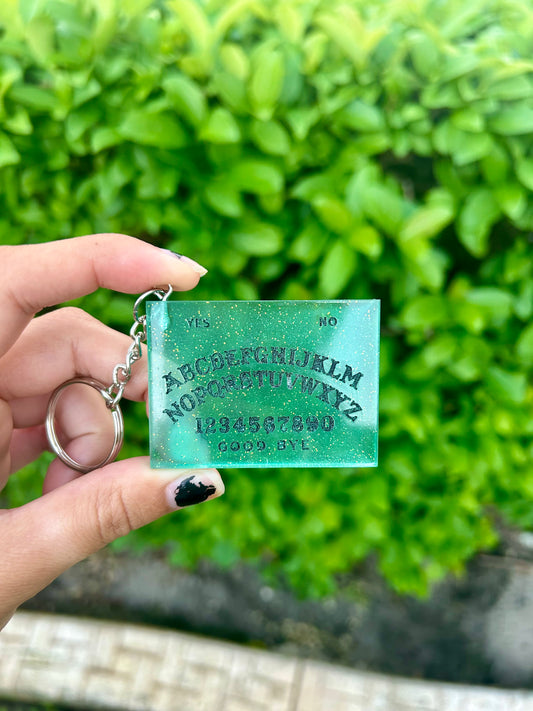 YES NO
ABCDEFGHIJKLM
NOPQRSTUVWXYZ
1234567890
GOOD BYE